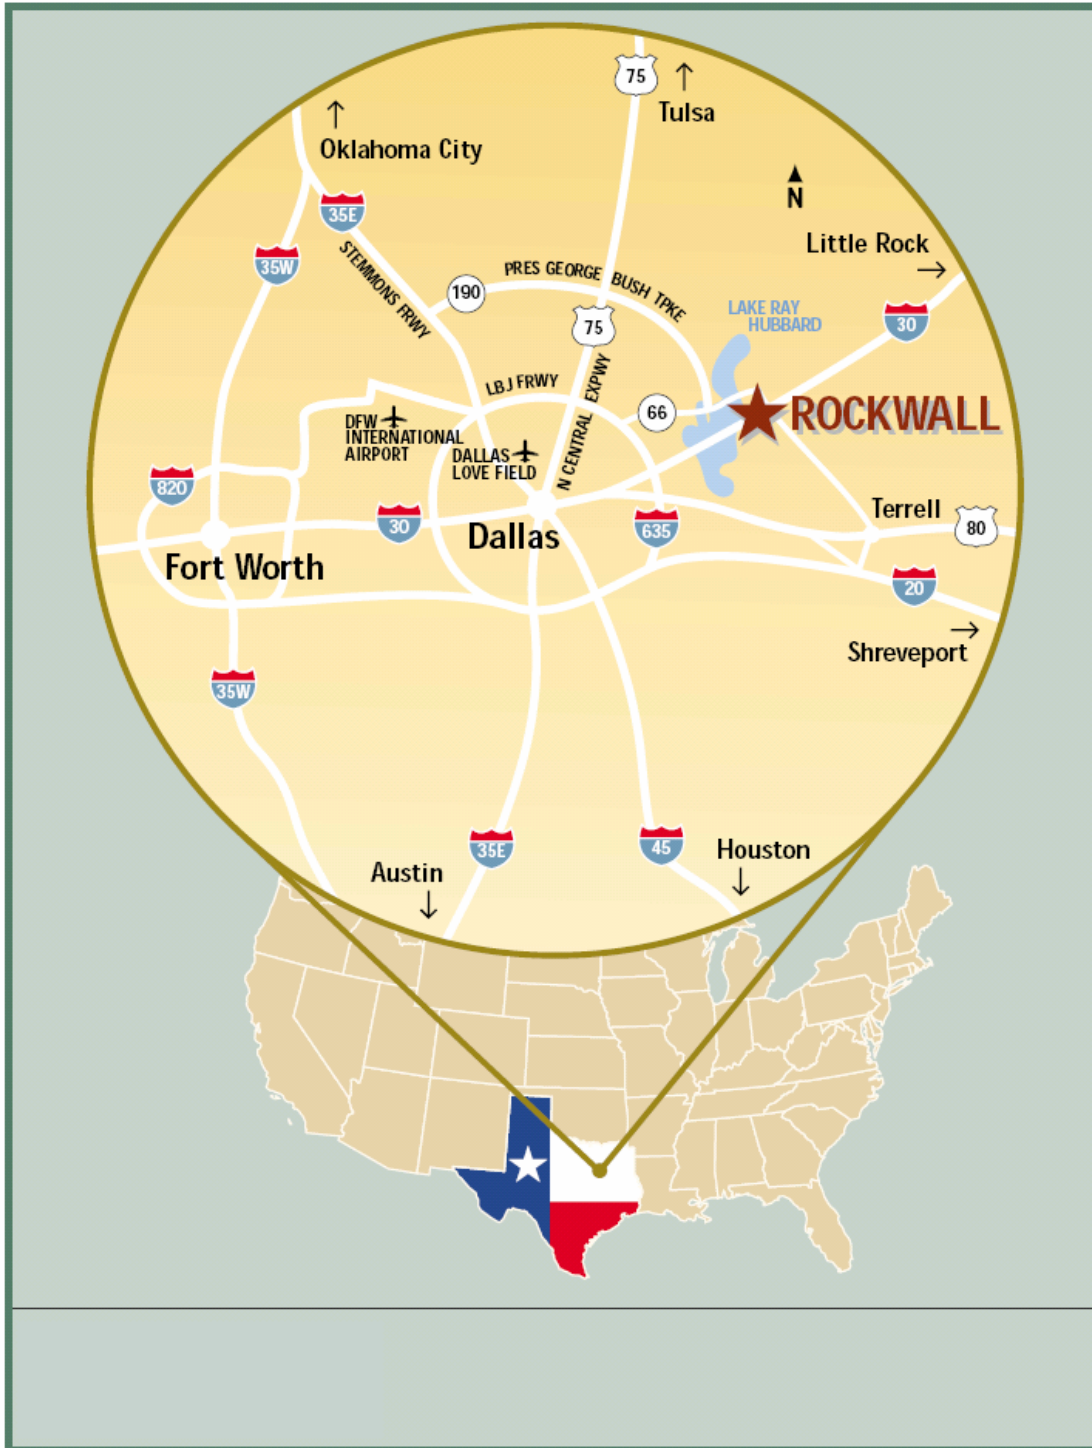 75
↑
Tulsa
↑
Oklahoma City
N
35E
Little Rock
→
35W
STEMMONS FRWY
190
PRES GEORGE BUSH TPKE
75
LAKE RAY
HUBBARD
30
LBJ FRWY
N CENTRAL EXPWY
66
ROCKWALL
DFW
INTERNATIONAL
AIRPORT
DALLAS
LOVE FIELD
820
30
Dallas
635
Terrell
80
Fort Worth
20
→
Shreveport
35W
35E
45
Houston
↓
Austin
↓